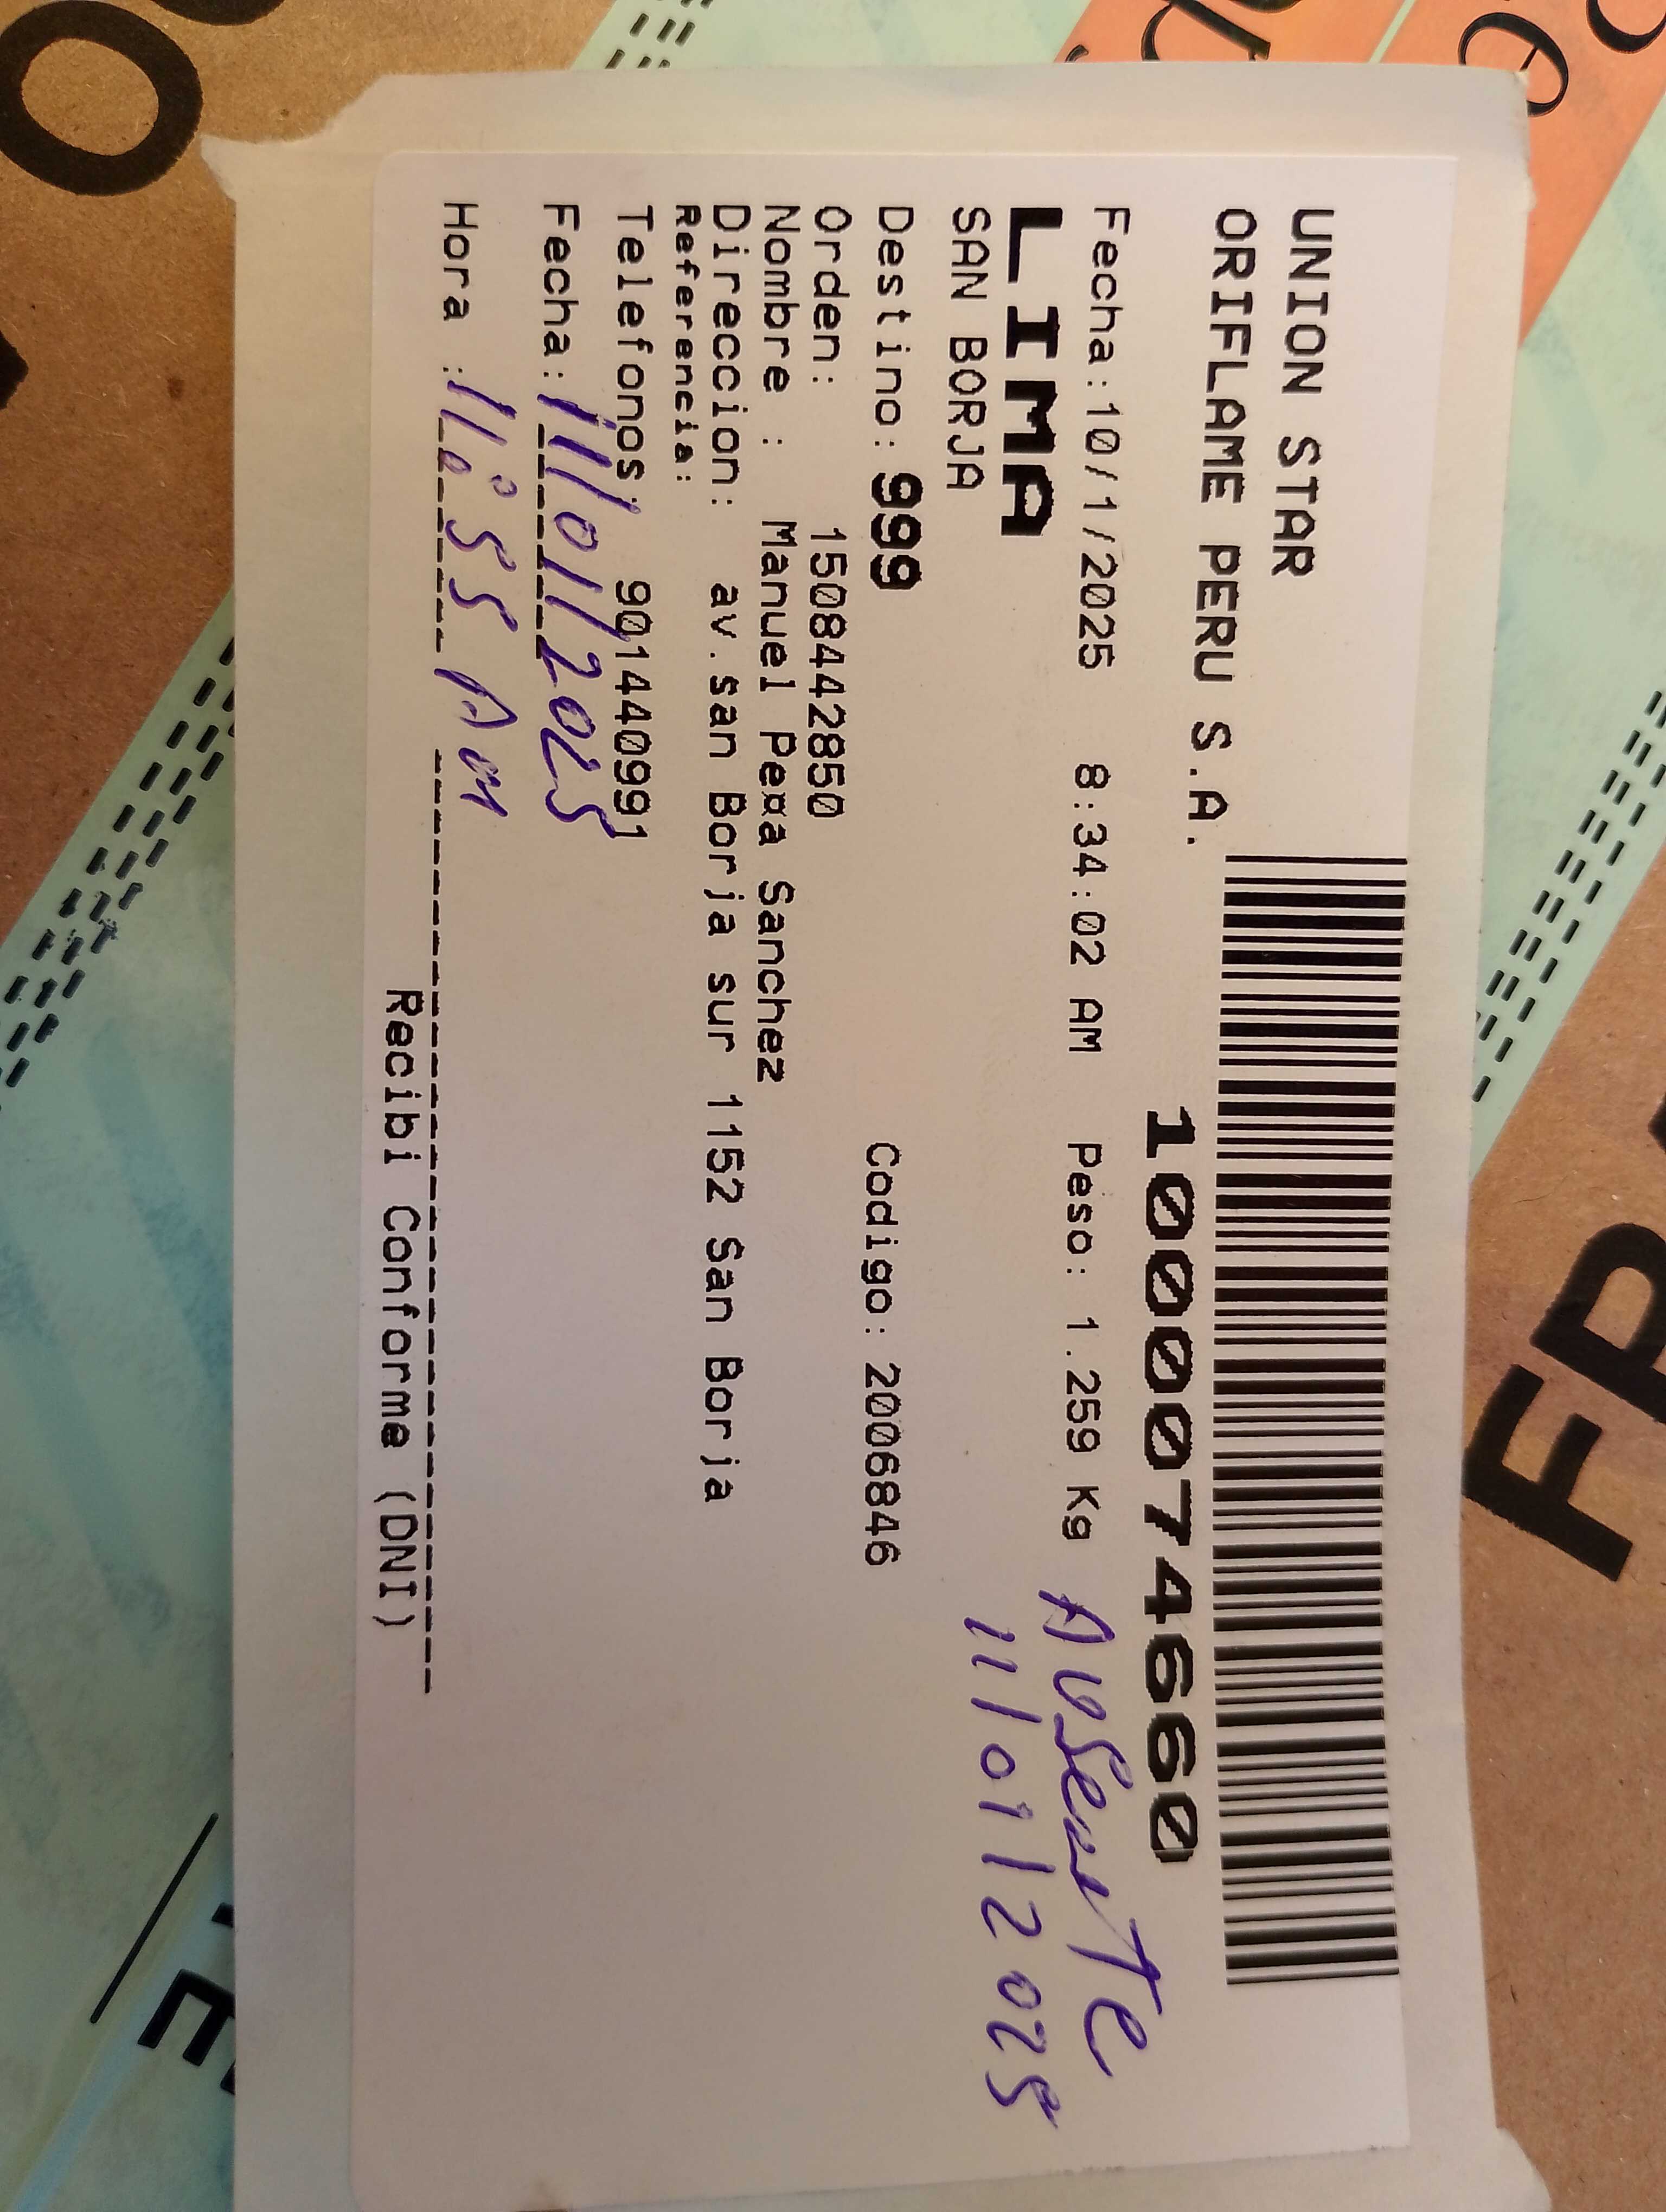 UNION STAR
ORIFLAME PERU S.A.
1000074660
Fecha:10/1/2025 8:34:02 AM Peso: 1.259 Kg
AuSenTe
11/01/2025
LIMA
SAN BORJA
Destino: 999 Codigo: 2006846
Orden: 1508442850
Nombre : Manuel Pe¤a Sanchez
Direccion: av.san Borja sur 1152 San Borja
Referencia:
Telefonos: 901440991
Fecha: 11/01/2025
Hora : 11:55 Am
Recibi Conforme (DNI)